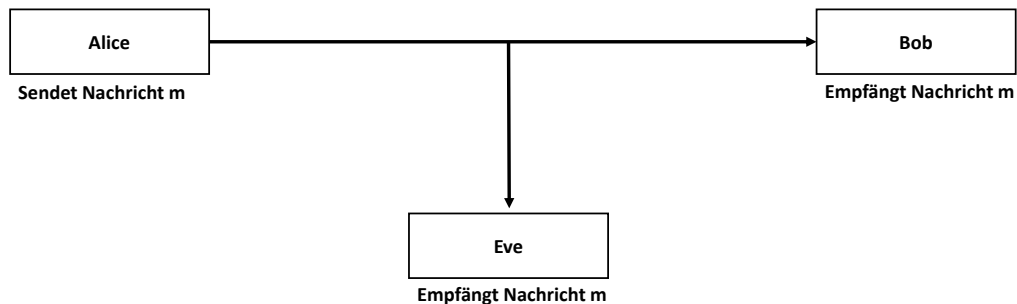 Alice
Bob
Sendet Nachricht m
Empfängt Nachricht m
Eve
Empfängt Nachricht m